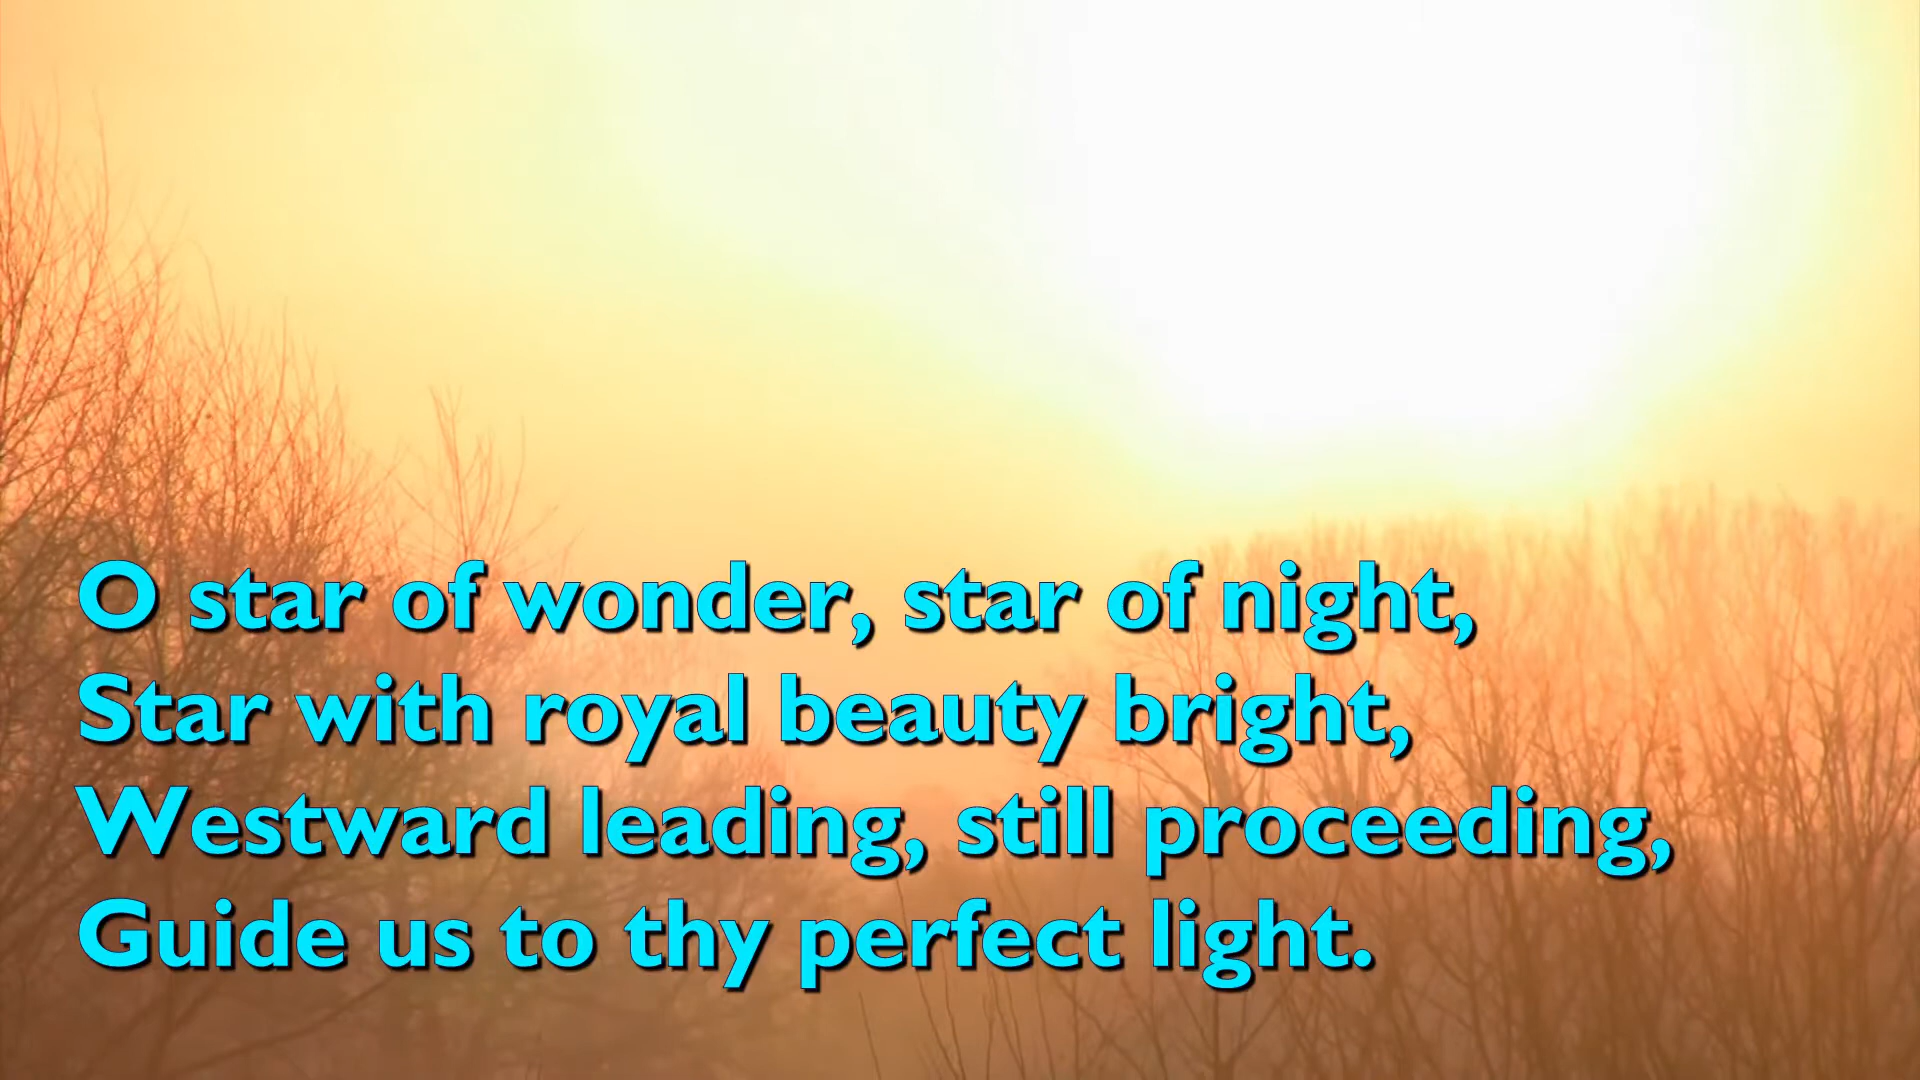 O star of wonder, star of night,
Star with royal beauty bright,
Westward leading, still proceeding,
Guide us to thy perfect light.